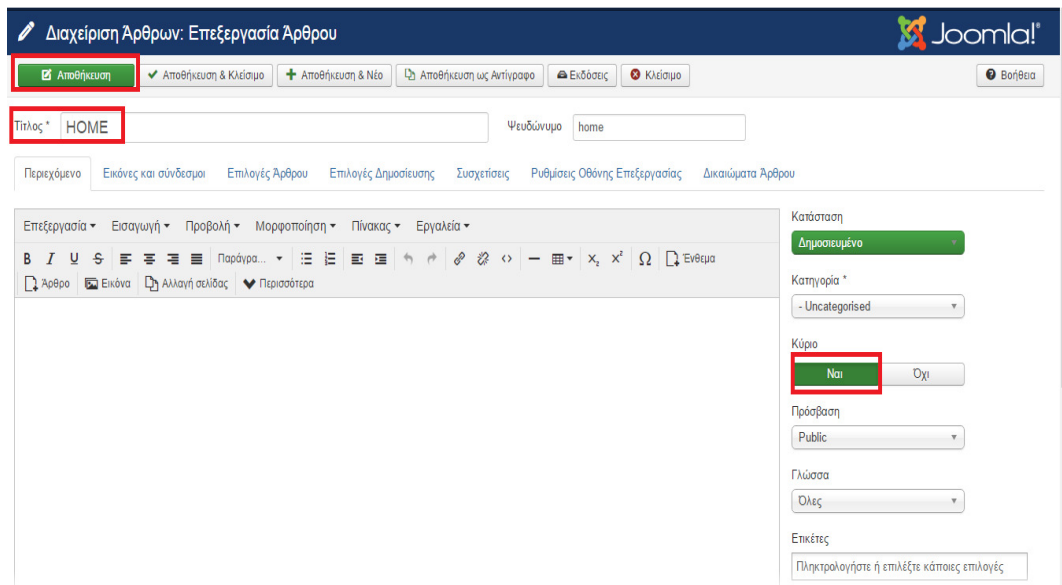 Διαχείριση Άρθρων: Επεξεργασία Άρθρου
Joomla!®
Αποθήκευση
Αποθήκευση & Κλείσιμο
Αποθήκευση & Νέο
Αποθήκευση ως Αντίγραφο
Εκδόσεις
Κλείσιμο
Βοήθεια
Τίτλος * HOME
Ψευδώνυμο home
Περιεχόμενο Εικόνες και σύνδεσμοι Επιλογές Άρθρου Επιλογές Δημοσίευσης Συσχετίσεις Ρυθμίσεις Οθόνης Επεξεργασίας Δικαιώματα Άρθρου
Επεξεργασία Εισαγωγή Προβολή Μορφοποίηση Πίνακας Εργαλεία
B I U S Παράγρα... X₂ X² Ω Ένθεμα
Άρθρο Εικόνα Αλλαγή σελίδας Περισσότερα
Κατάσταση
Δημοσιευμένο
Κατηγορία *
- Uncategorised
Κύριο
Ναι Όχι
Πρόσβαση
Public
Γλώσσα
Όλες
Ετικέτες
Πληκτρολογήστε ή επιλέξτε κάποιες επιλογές